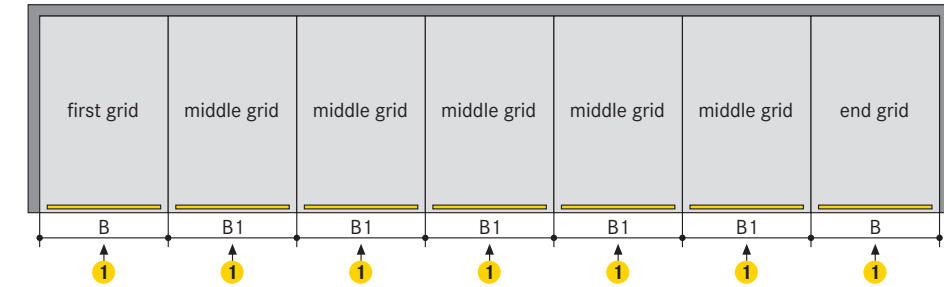 first grid middle grid middle grid middle grid middle grid middle grid end grid
B B1 B1 B1 B1 B1 B
1 1 1 1 1 1 1